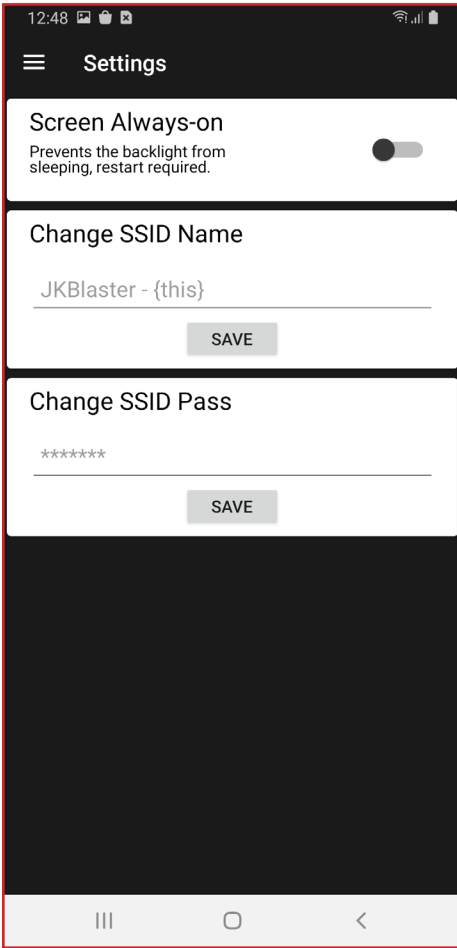 12:48
Settings
Screen Always-on
Prevents the backlight from
sleeping, restart required.
Change SSID Name
JKBlaster - {this}
SAVE
Change SSID Pass
*******
SAVE